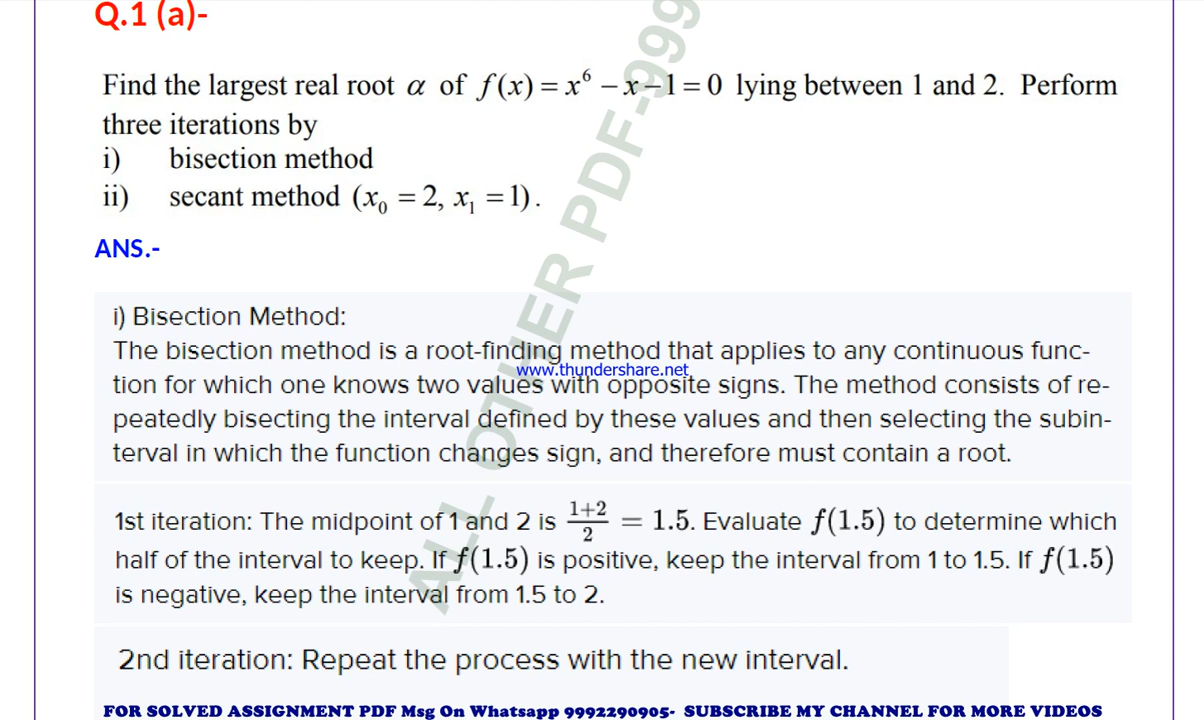 Q.1 (a)-
Find the largest real root α of f(x) = x⁶ − x − 1 = 0 lying between 1 and 2. Perform
three iterations by
i) bisection method
ii) secant method (x₀ = 2, x₁ = 1).
ANS.-
i) Bisection Method:
The bisection method is a root-finding method that applies to any continuous func-
www.thundershare.net
tion for which one knows two values with opposite signs. The method consists of re-
peatedly bisecting the interval defined by these values and then selecting the subin-
terval in which the function changes sign, and therefore must contain a root.
1st iteration: The midpoint of 1 and 2 is (1+2)/2 = 1.5. Evaluate f(1.5) to determine which
half of the interval to keep. If f(1.5) is positive, keep the interval from 1 to 1.5. If f(1.5)
is negative, keep the interval from 1.5 to 2.
2nd iteration: Repeat the process with the new interval.
FOR SOLVED ASSIGNMENT PDF Msg On Whatsapp 9992290905- SUBSCRIBE MY CHANNEL FOR MORE VIDEOS
ALL OTHER PDF-999